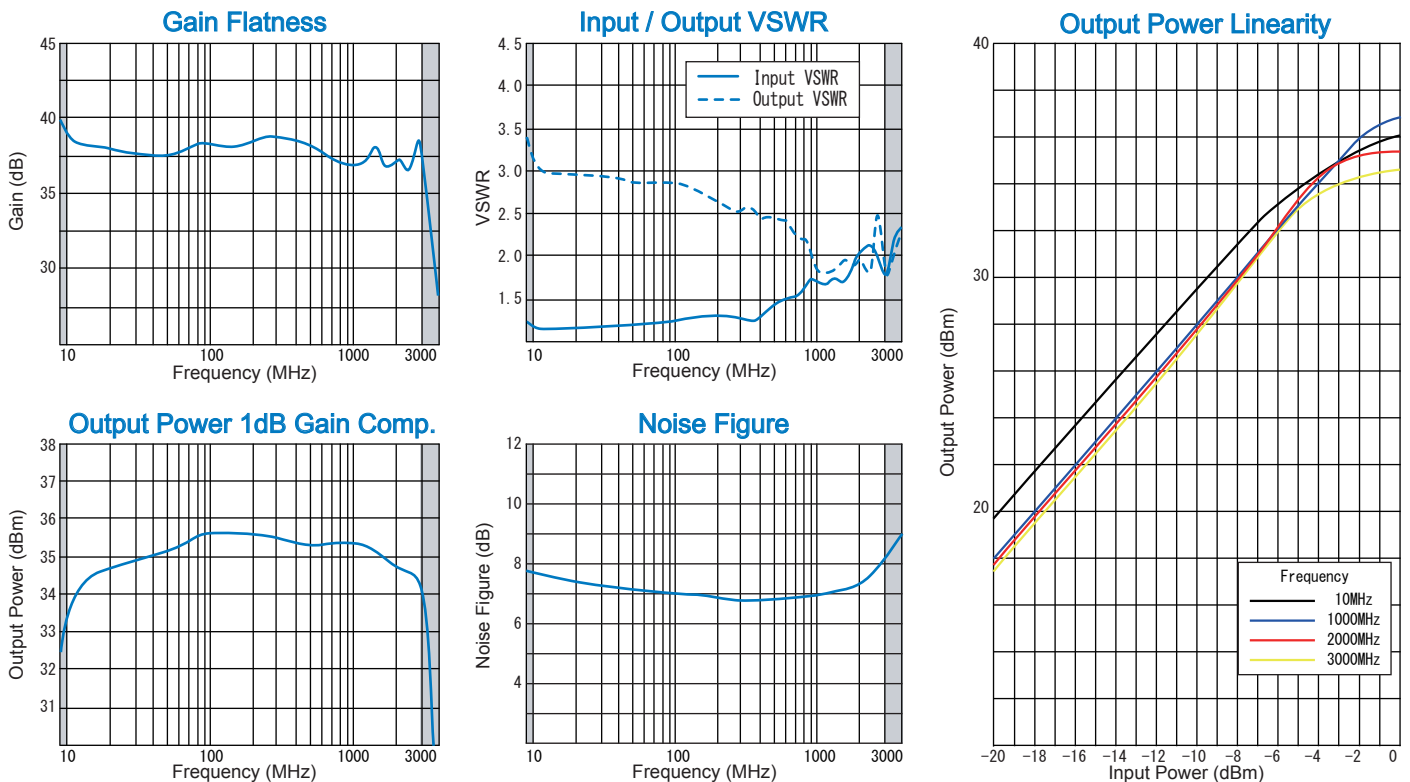 Gain Flatness
45
40
35
30
Gain (dB)
10 100 1000 3000
Frequency (MHz)
Input / Output VSWR
4.5
4.0
3.5
3.0
2.5
2.0
1.5
VSWR
Input VSWR
Output VSWR
10 100 1000 3000
Frequency (MHz)
Output Power 1dB Gain Comp.
38
37
36
35
34
33
32
31
Output Power (dBm)
10 100 1000 3000
Frequency (MHz)
Noise Figure
12
10
8
6
4
Noise Figure (dB)
10 100 1000 3000
Frequency (MHz)
Output Power Linearity
40
30
20
Output Power (dBm)
Frequency
10MHz
1000MHz
2000MHz
3000MHz
-20 -18 -16 -14 -12 -10 -8 -6 -4 -2 0
Input Power (dBm)